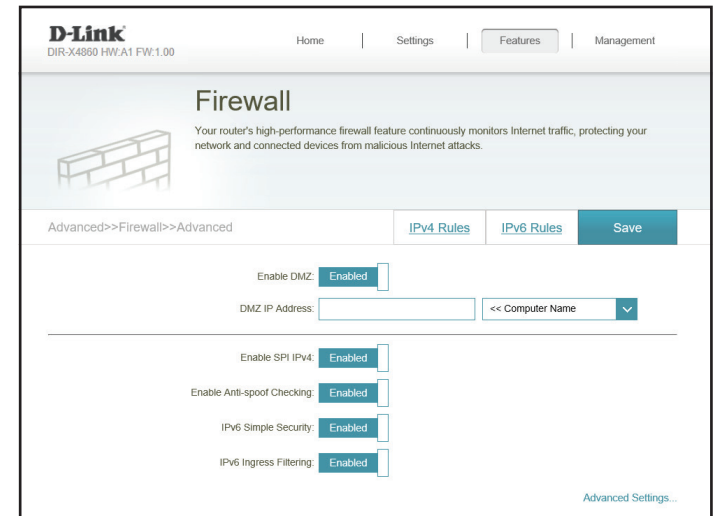 D-Link
DIR-X4860 HW:A1 FW:1.00
Home | Settings | Features | Management
Firewall
Your router's high-performance firewall feature continuously monitors Internet traffic, protecting your
network and connected devices from malicious Internet attacks.
Advanced>>Firewall>>Advanced IPv4 Rules IPv6 Rules Save
Enable DMZ: Enabled
DMZ IP Address: << Computer Name
Enable SPI IPv4: Enabled
Enable Anti-spoof Checking: Enabled
IPv6 Simple Security: Enabled
IPv6 Ingress Filtering: Enabled
Advanced Settings...